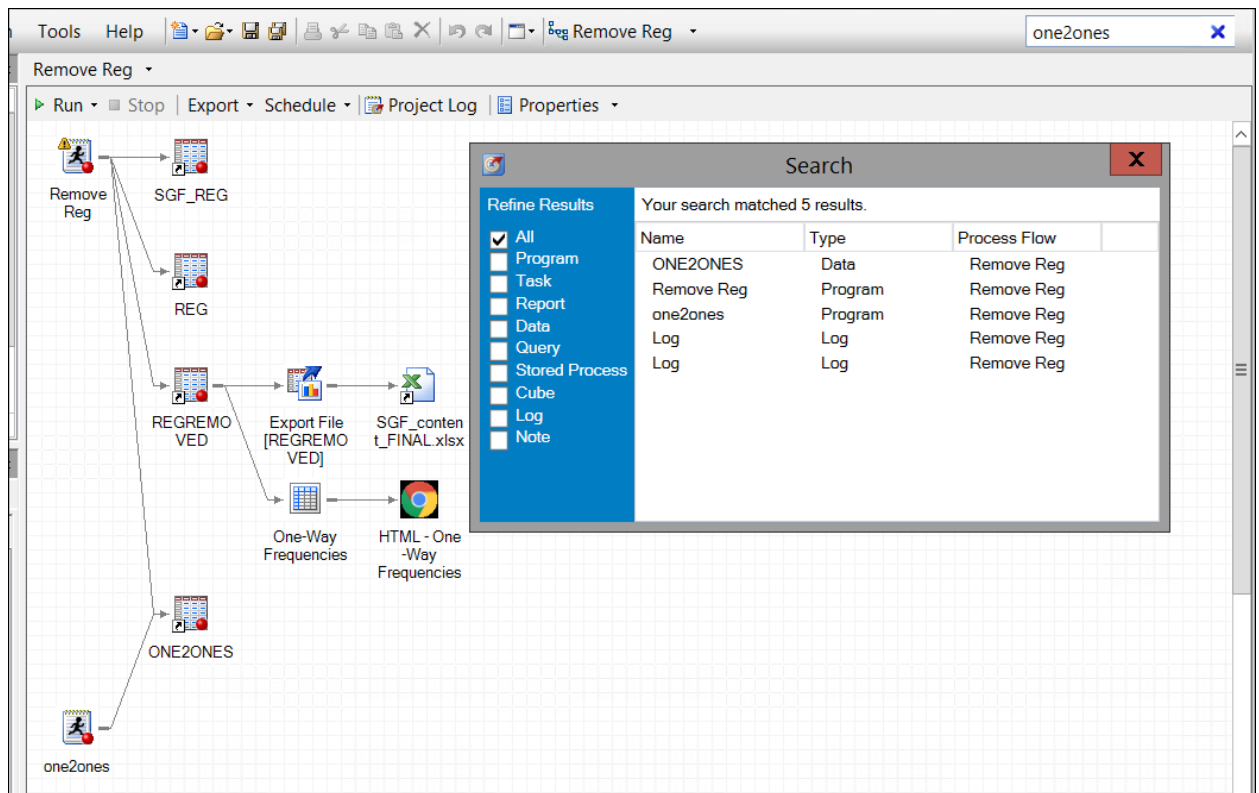 Tools Help Remove Reg one2ones
Remove Reg
Run Stop Export Schedule Project Log Properties
Remove
Reg
SGF_REG
REG
REGREMO
VED
Export File
[REGREMO
VED]
SGF_conten
t_FINAL.xlsx
One-Way
Frequencies
HTML - One
-Way
Frequencies
ONE2ONES
one2ones
Search
Refine Results
All
Program
Task
Report
Data
Query
Stored Process
Cube
Log
Note
Your search matched 5 results.
Name Type Process Flow
ONE2ONES Data Remove Reg
Remove Reg Program Remove Reg
one2ones Program Remove Reg
Log Log Remove Reg
Log Log Remove Reg